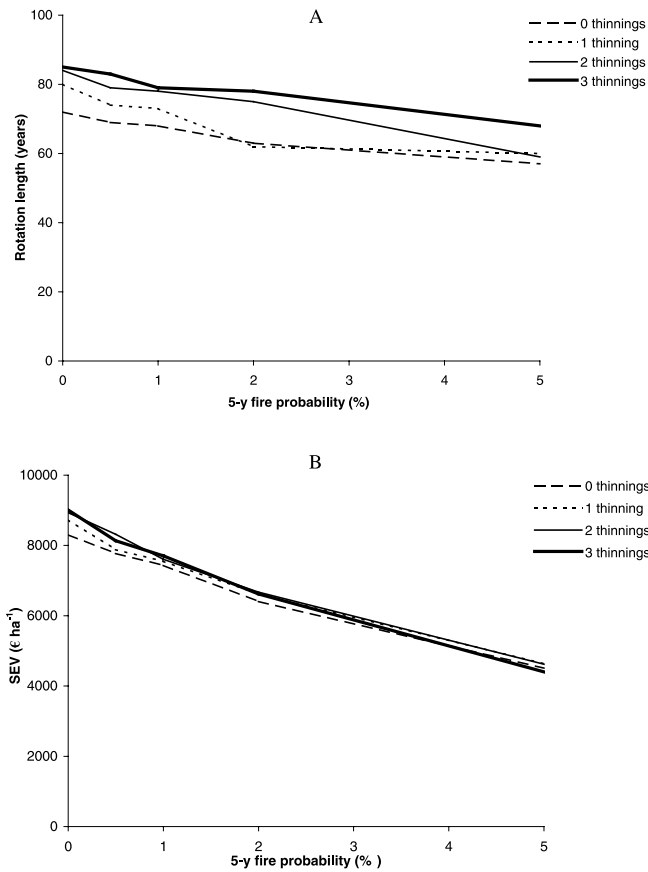 A
100
80
60
40
20
0
Rotation length (years)
0 1 2 3 4 5
5-y fire probability (%)
0 thinnings
1 thinning
2 thinnings
3 thinnings
B
10000
8000
6000
4000
2000
0
SEV (€ ha⁻¹)
0 1 2 3 4 5
5-y fire probability (% )
0 thinnings
1 thinning
2 thinnings
3 thinnings